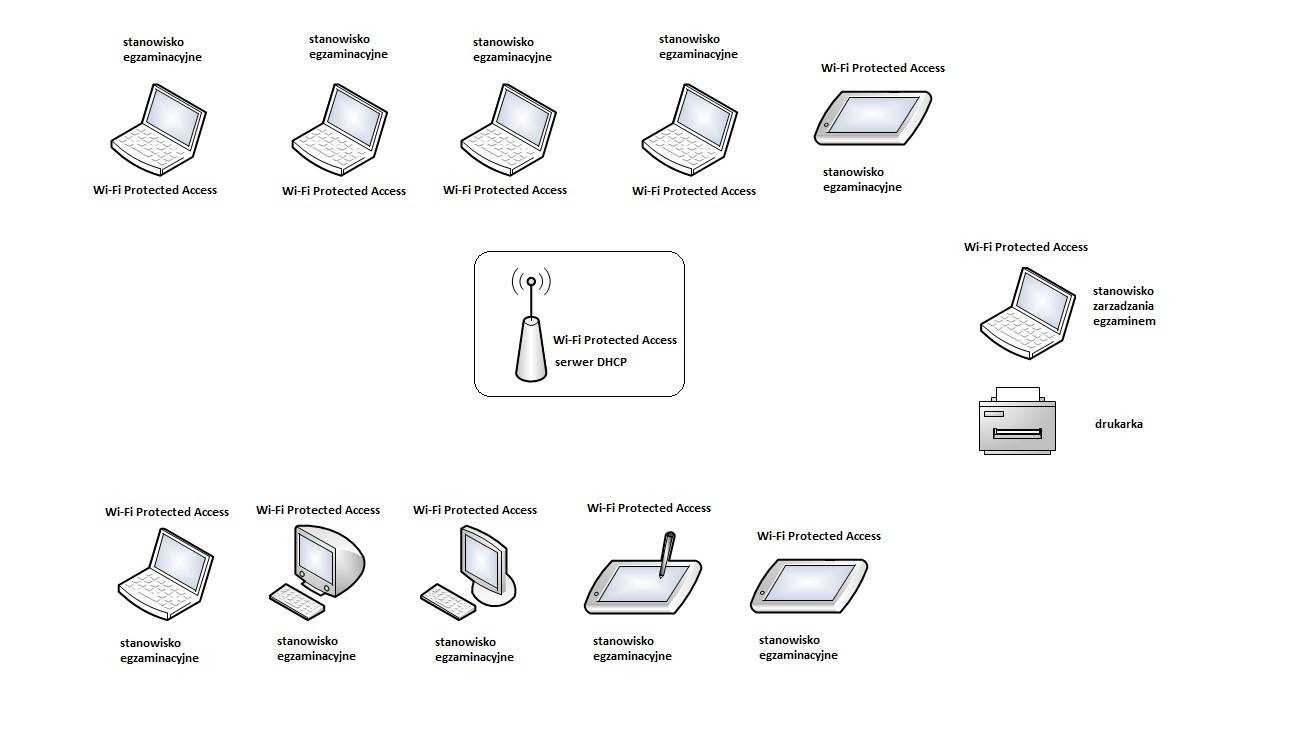 stanowisko
egzaminacyjne
stanowisko
egzaminacyjne
stanowisko
egzaminacyjne
stanowisko
egzaminacyjne
Wi-Fi Protected Access
Wi-Fi Protected Access
Wi-Fi Protected Access
Wi-Fi Protected Access
Wi-Fi Protected Access
stanowisko
egzaminacyjne
Wi-Fi Protected Access
stanowisko
zarzadzania
egzaminem
Wi-Fi Protected Access
serwer DHCP
drukarka
Wi-Fi Protected Access
Wi-Fi Protected Access
Wi-Fi Protected Access
Wi-Fi Protected Access
Wi-Fi Protected Access
stanowisko
egzaminacyjne
stanowisko
egzaminacyjne
stanowisko
egzaminacyjne
stanowisko
egzaminacyjne
stanowisko
egzaminacyjne